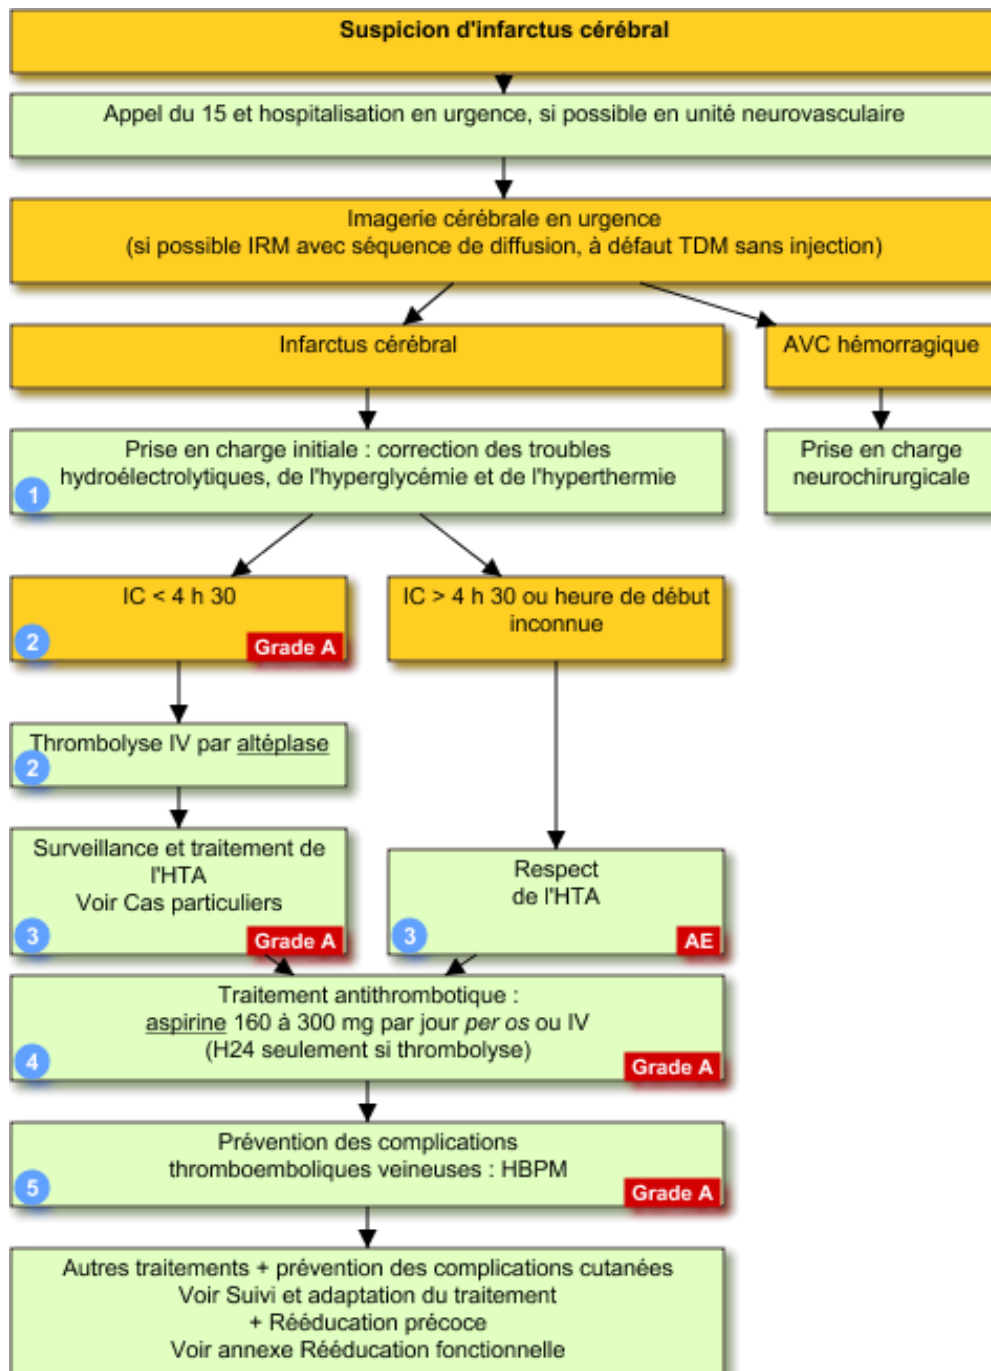 Suspicion d'infarctus cérébral
Appel du 15 et hospitalisation en urgence, si possible en unité neurovasculaire
Imagerie cérébrale en urgence
(si possible IRM avec séquence de diffusion, à défaut TDM sans injection)
Infarctus cérébral
AVC hémorragique
Prise en charge initiale : correction des troubles
hydroélectrolytiques, de l'hyperglycémie et de l'hyperthermie
1
Prise en charge
neurochirurgicale
IC < 4 h 30
2
Grade A
IC > 4 h 30 ou heure de début
inconnue
Thrombolyse IV par altéplase
2
Surveillance et traitement de
l'HTA
Voir Cas particuliers
3
Grade A
Respect
de l'HTA
3
AE
Traitement antithrombotique :
aspirine 160 à 300 mg par jour per os ou IV
(H24 seulement si thrombolyse)
4
Grade A
Prévention des complications
thromboemboliques veineuses : HBPM
5
Grade A
Autres traitements + prévention des complications cutanées
Voir Suivi et adaptation du traitement
+ Rééducation précoce
Voir annexe Rééducation fonctionnelle